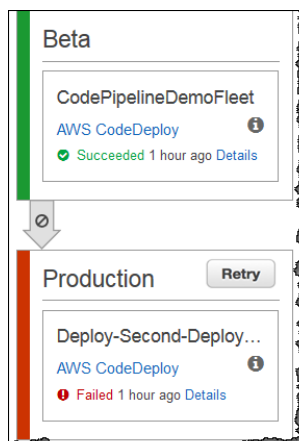 Beta
CodePipelineDemoFleet
AWS CodeDeploy
Succeeded 1 hour ago Details
Production
Retry
Deploy-Second-Deploy...
AWS CodeDeploy
Failed 1 hour ago Details